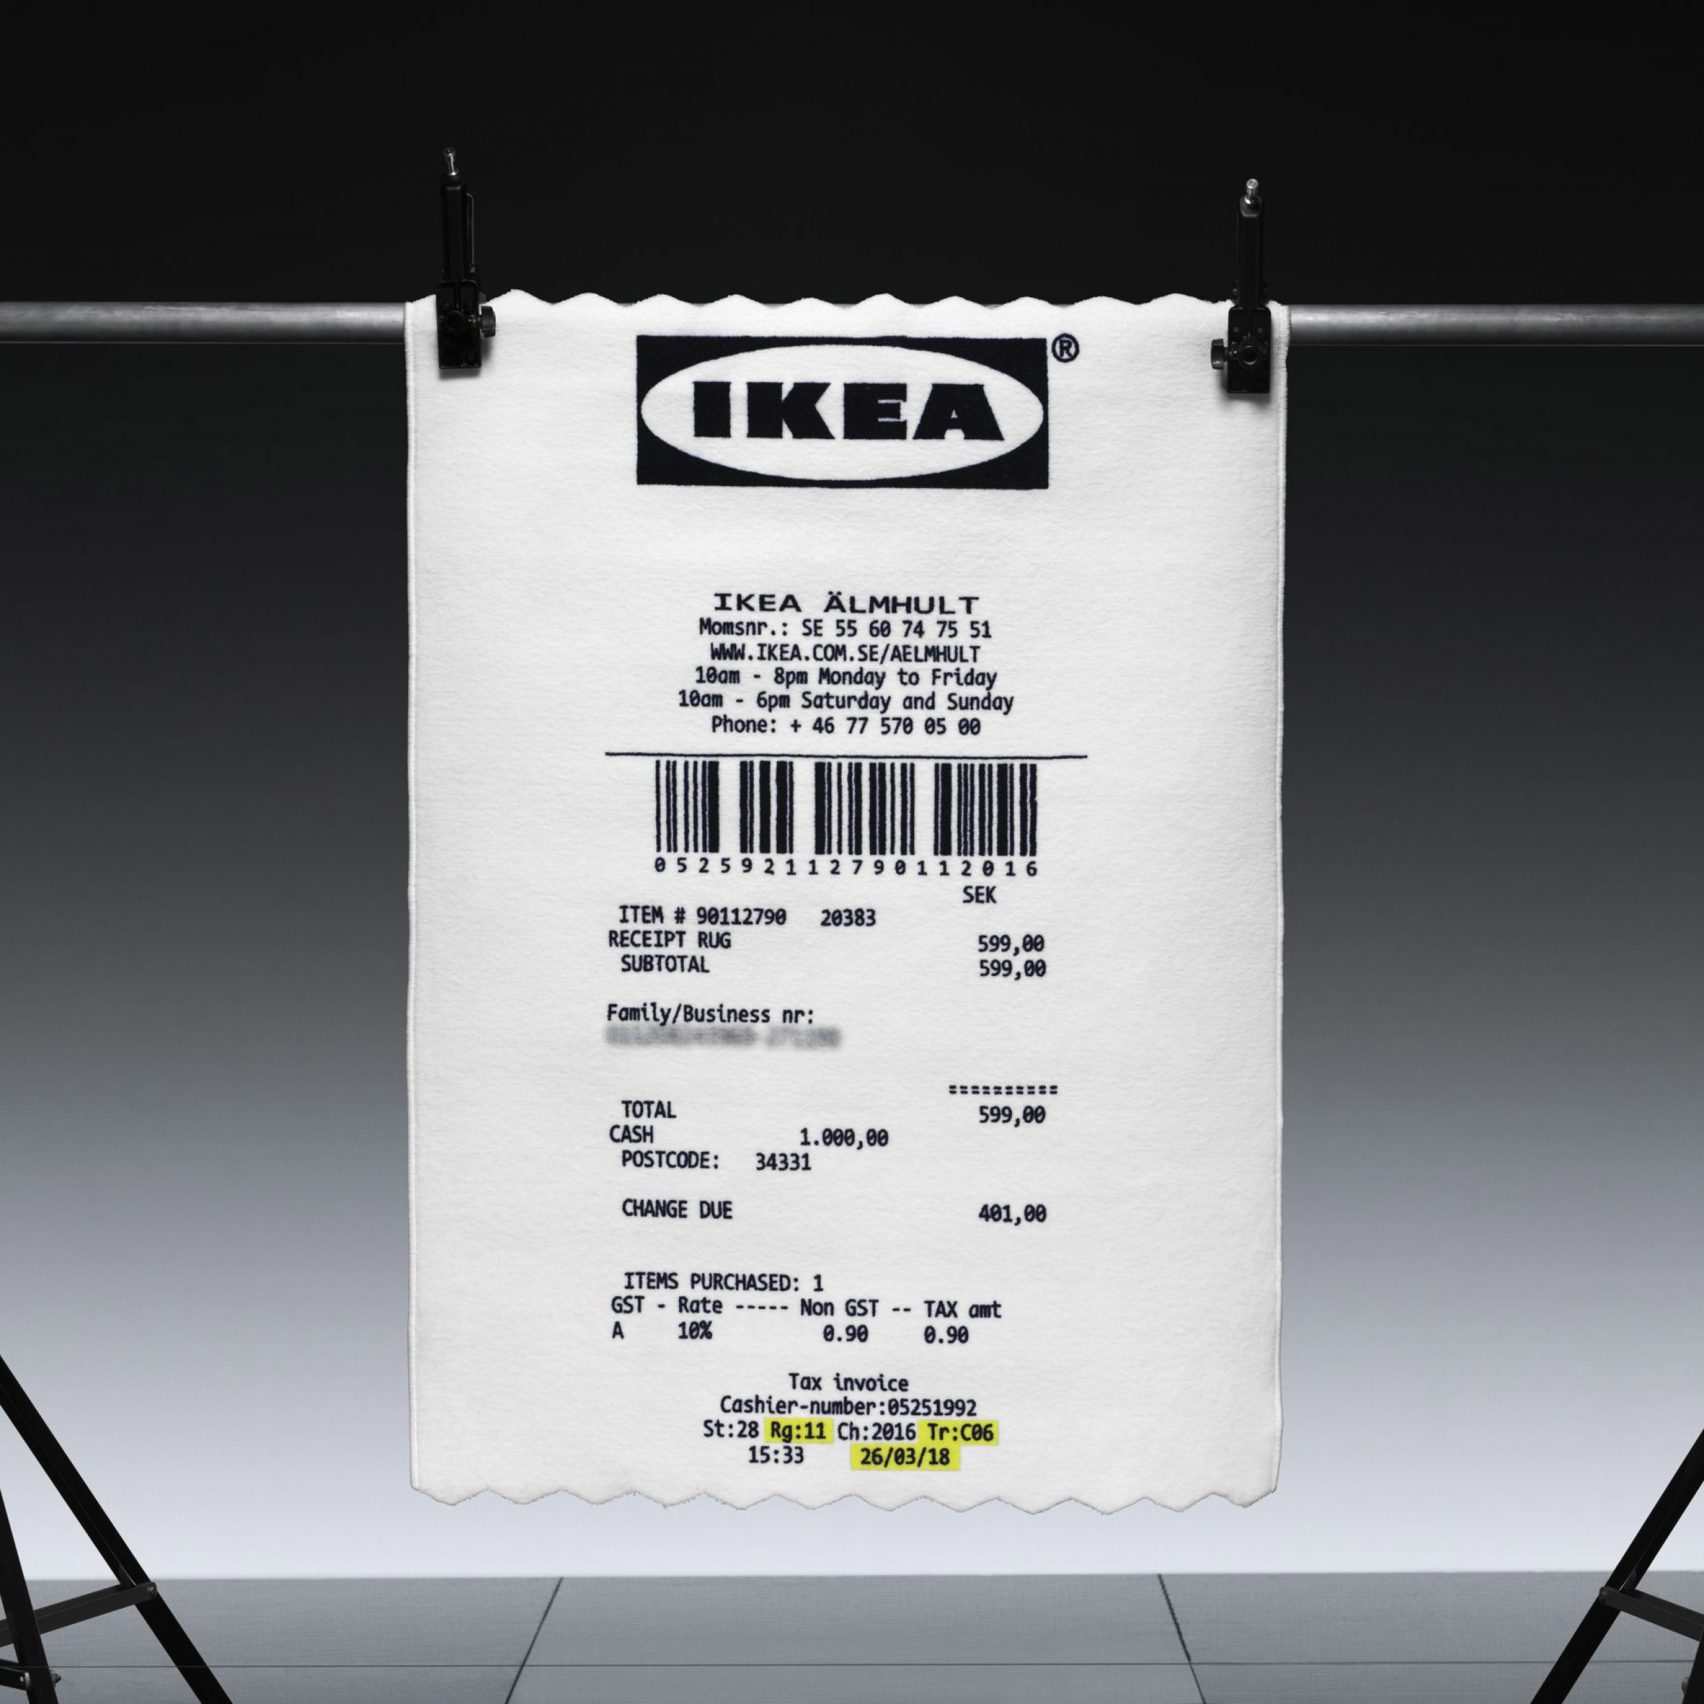 IKEA ®
IKEA ÄLMHULT
Momsnr.: SE 55 60 74 75 51
WWW.IKEA.COM.SE/AELMHULT
10am - 8pm Monday to Friday
10am - 6pm Saturday and Sunday
Phone: + 46 77 570 05 00
052592112790112016
SEK
ITEM # 90112790 20383
RECEIPT RUG 599,00
SUBTOTAL 599,00
Family/Business nr:
==========
TOTAL 599,00
CASH 1.000,00
POSTCODE: 34331
CHANGE DUE 401,00
ITEMS PURCHASED: 1
GST - Rate ----- Non GST -- TAX amt
A 10% 0.90 0.90
Tax invoice
Cashier-number:05251992
St:28 Rg:11 Ch:2016 Tr:C06
15:33 26/03/18